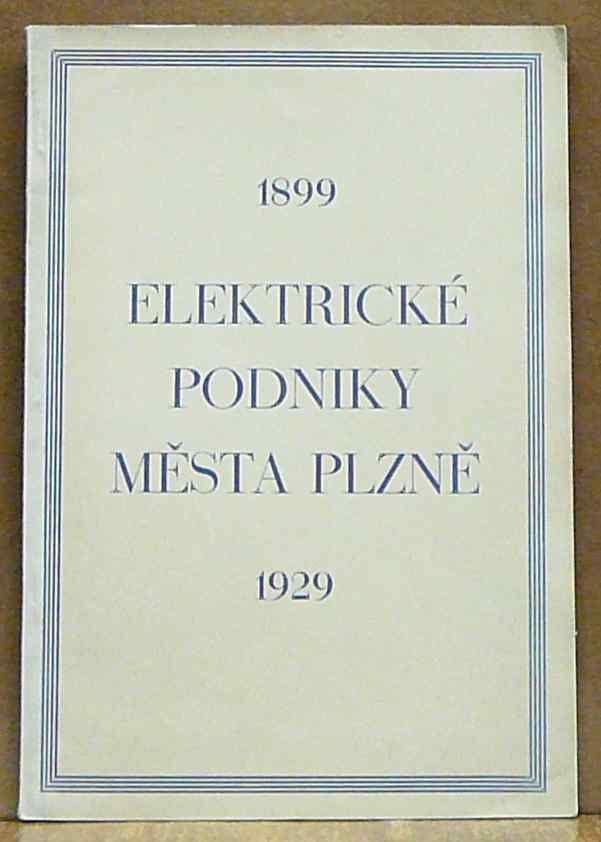 1899
ELEKTRICKÉ
PODNIKY
MĚSTA PLZNĚ
1929